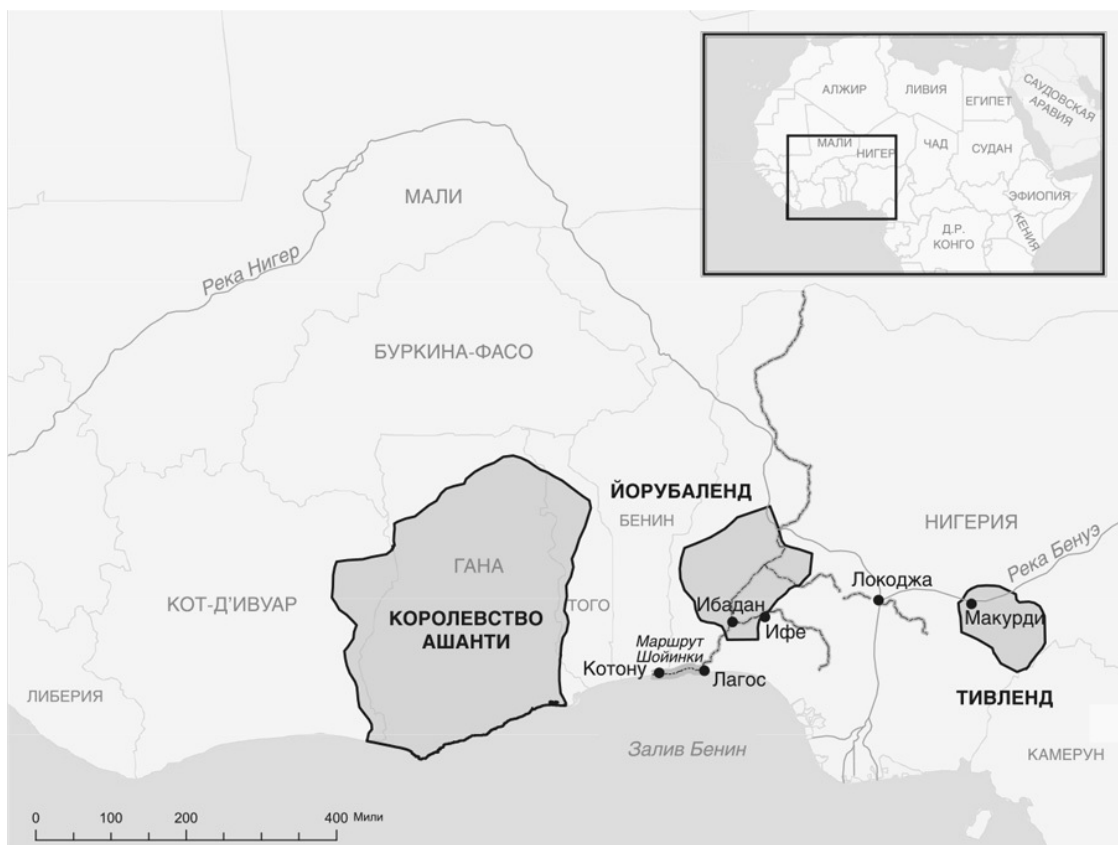 АЛЖИР
ЛИВИЯ
ЕГИПЕТ
САУДОВСКАЯ
АРАВИЯ
МАЛИ
НИГЕР
ЧАД
СУДАН
ЭФИОПИЯ
Д.Р.
КОНГО
КЕНИЯ
МАЛИ
Река Нигер
БУРКИНА-ФАСО
ЙОРУБАЛЕНД
БЕНИН
НИГЕРИЯ
ГАНА
Река Бенуэ
КОТ-Д'ИВУАР
КОРОЛЕВСТВО
АШАНТИ
ТОГО
Ибадан
Ифе
Локоджа
Макурди
Маршрут
Шойинки
Котону
Лагос
ЛИБЕРИЯ
ТИВЛЕНД
Залив Бенин
КАМЕРУН
0 100 200 400 Мили